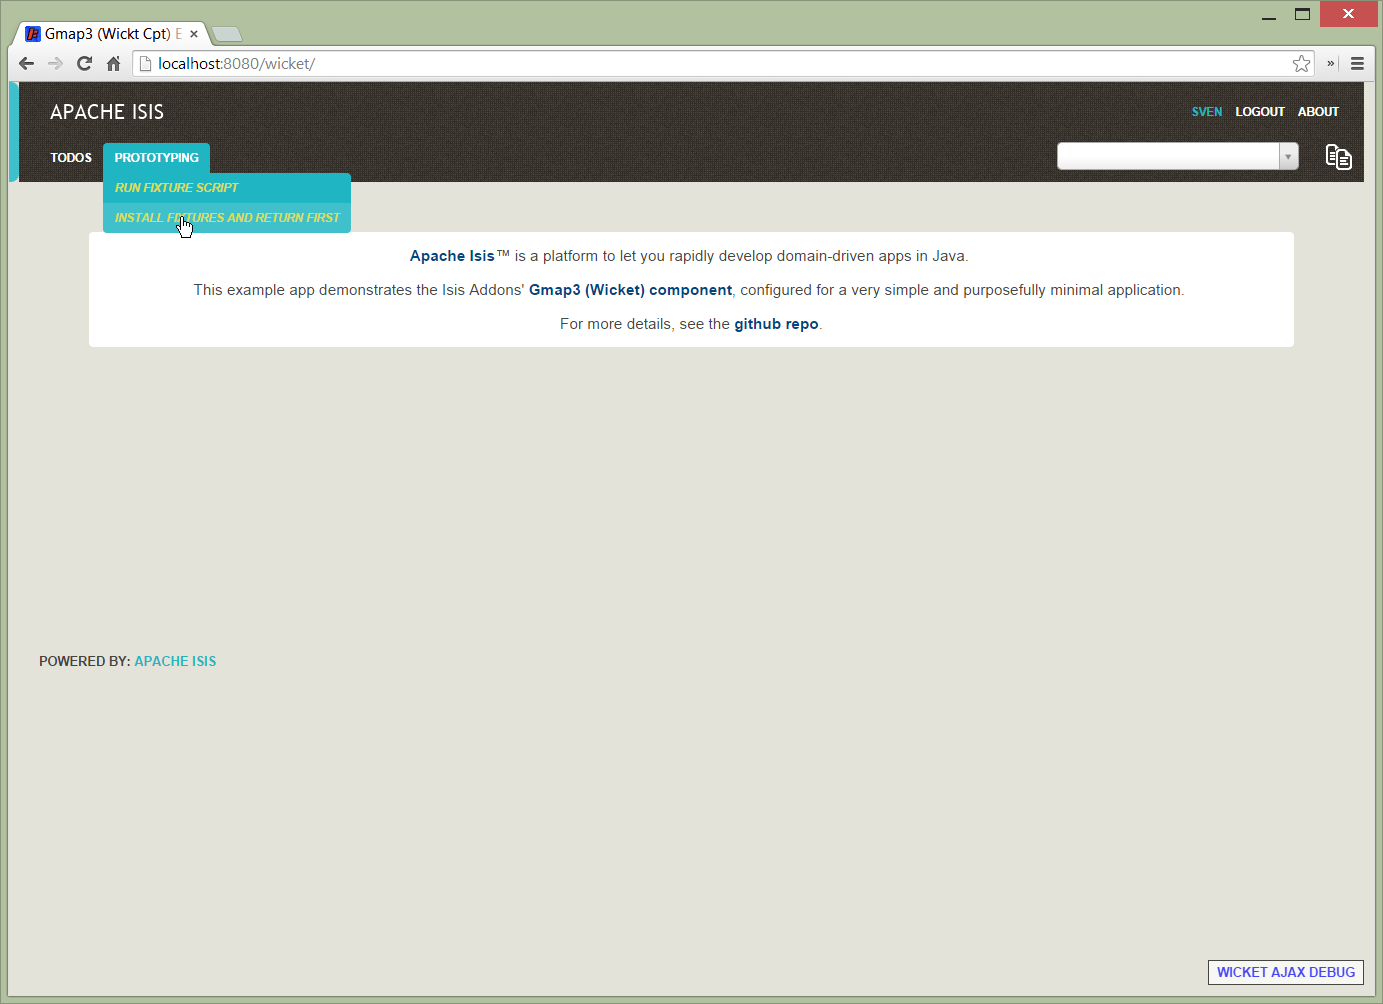 Gmap3 (Wickt Cpt) E
localhost:8080/wicket/
APACHE ISIS
SVEN LOGOUT ABOUT
TODOS PROTOTYPING
RUN FIXTURE SCRIPT
INSTALL FIXTURES AND RETURN FIRST
Apache Isis™ is a platform to let you rapidly develop domain-driven apps in Java.
This example app demonstrates the Isis Addons' Gmap3 (Wicket) component, configured for a very simple and purposefully minimal application.
For more details, see the github repo.
POWERED BY: APACHE ISIS
WICKET AJAX DEBUG